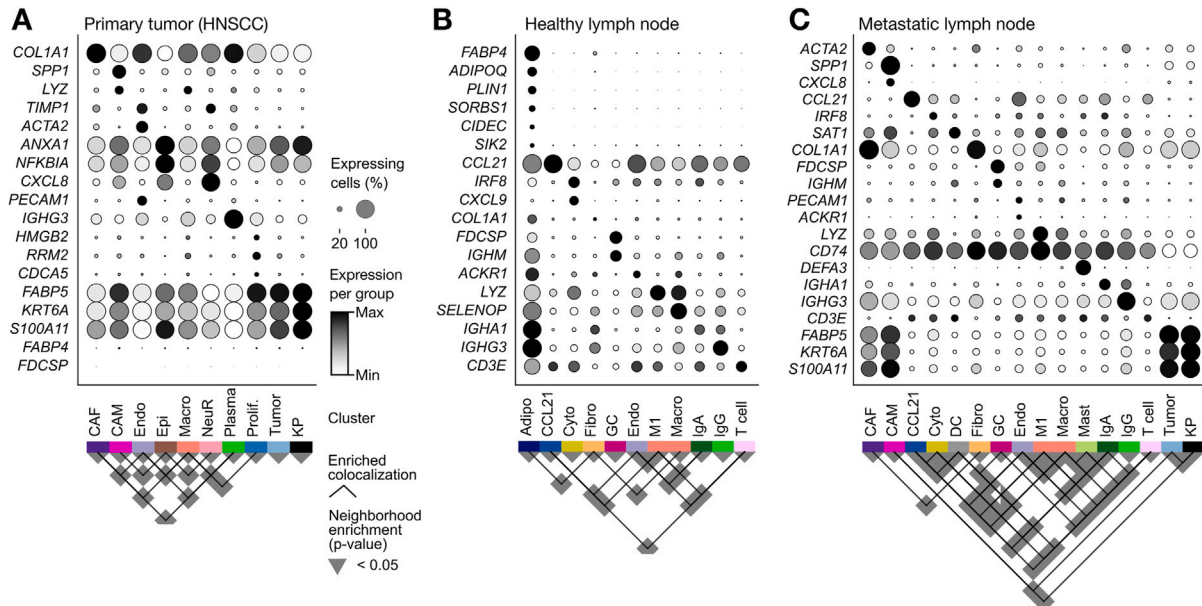 A
Primary tumor (HNSCC)
COL1A1
SPP1
LYZ
TIMP1
ACTA2
ANXA1
NFKBIA
CXCL8
PECAM1
IGHG3
HMGB2
RRM2
CDCA5
FABP5
KRT6A
S100A11
FABP4
FDCSP
CAF
CAM
Endo
Epi
Macro
NeuR
Plasma
Prolif.
Tumor
KP
Expressing
cells (%)
20 100
Expression
per group
Max
Min
Cluster
Enriched
colocalization
Neighborhood
enrichment
(p-value)
< 0.05
B
Healthy lymph node
FABP4
ADIPOQ
PLIN1
SORBS1
CIDEC
SIK2
CCL21
IRF8
CXCL9
COL1A1
FDCSP
IGHM
ACKR1
LYZ
SELENOP
IGHA1
IGHG3
CD3E
Adipo
CCL21
Cyto
Fibro
GC
Endo
M1
Macro
IgA
IgG
T cell
C
Metastatic lymph node
ACTA2
SPP1
CXCL8
CCL21
IRF8
SAT1
COL1A1
FDCSP
IGHM
PECAM1
ACKR1
LYZ
CD74
DEFA3
IGHA1
IGHG3
CD3E
FABP5
KRT6A
S100A11
CAF
CAM
CCL21
Cyto
DC
Fibro
GC
Endo
M1
Macro
Mast
IgA
IgG
T cell
Tumor
KP